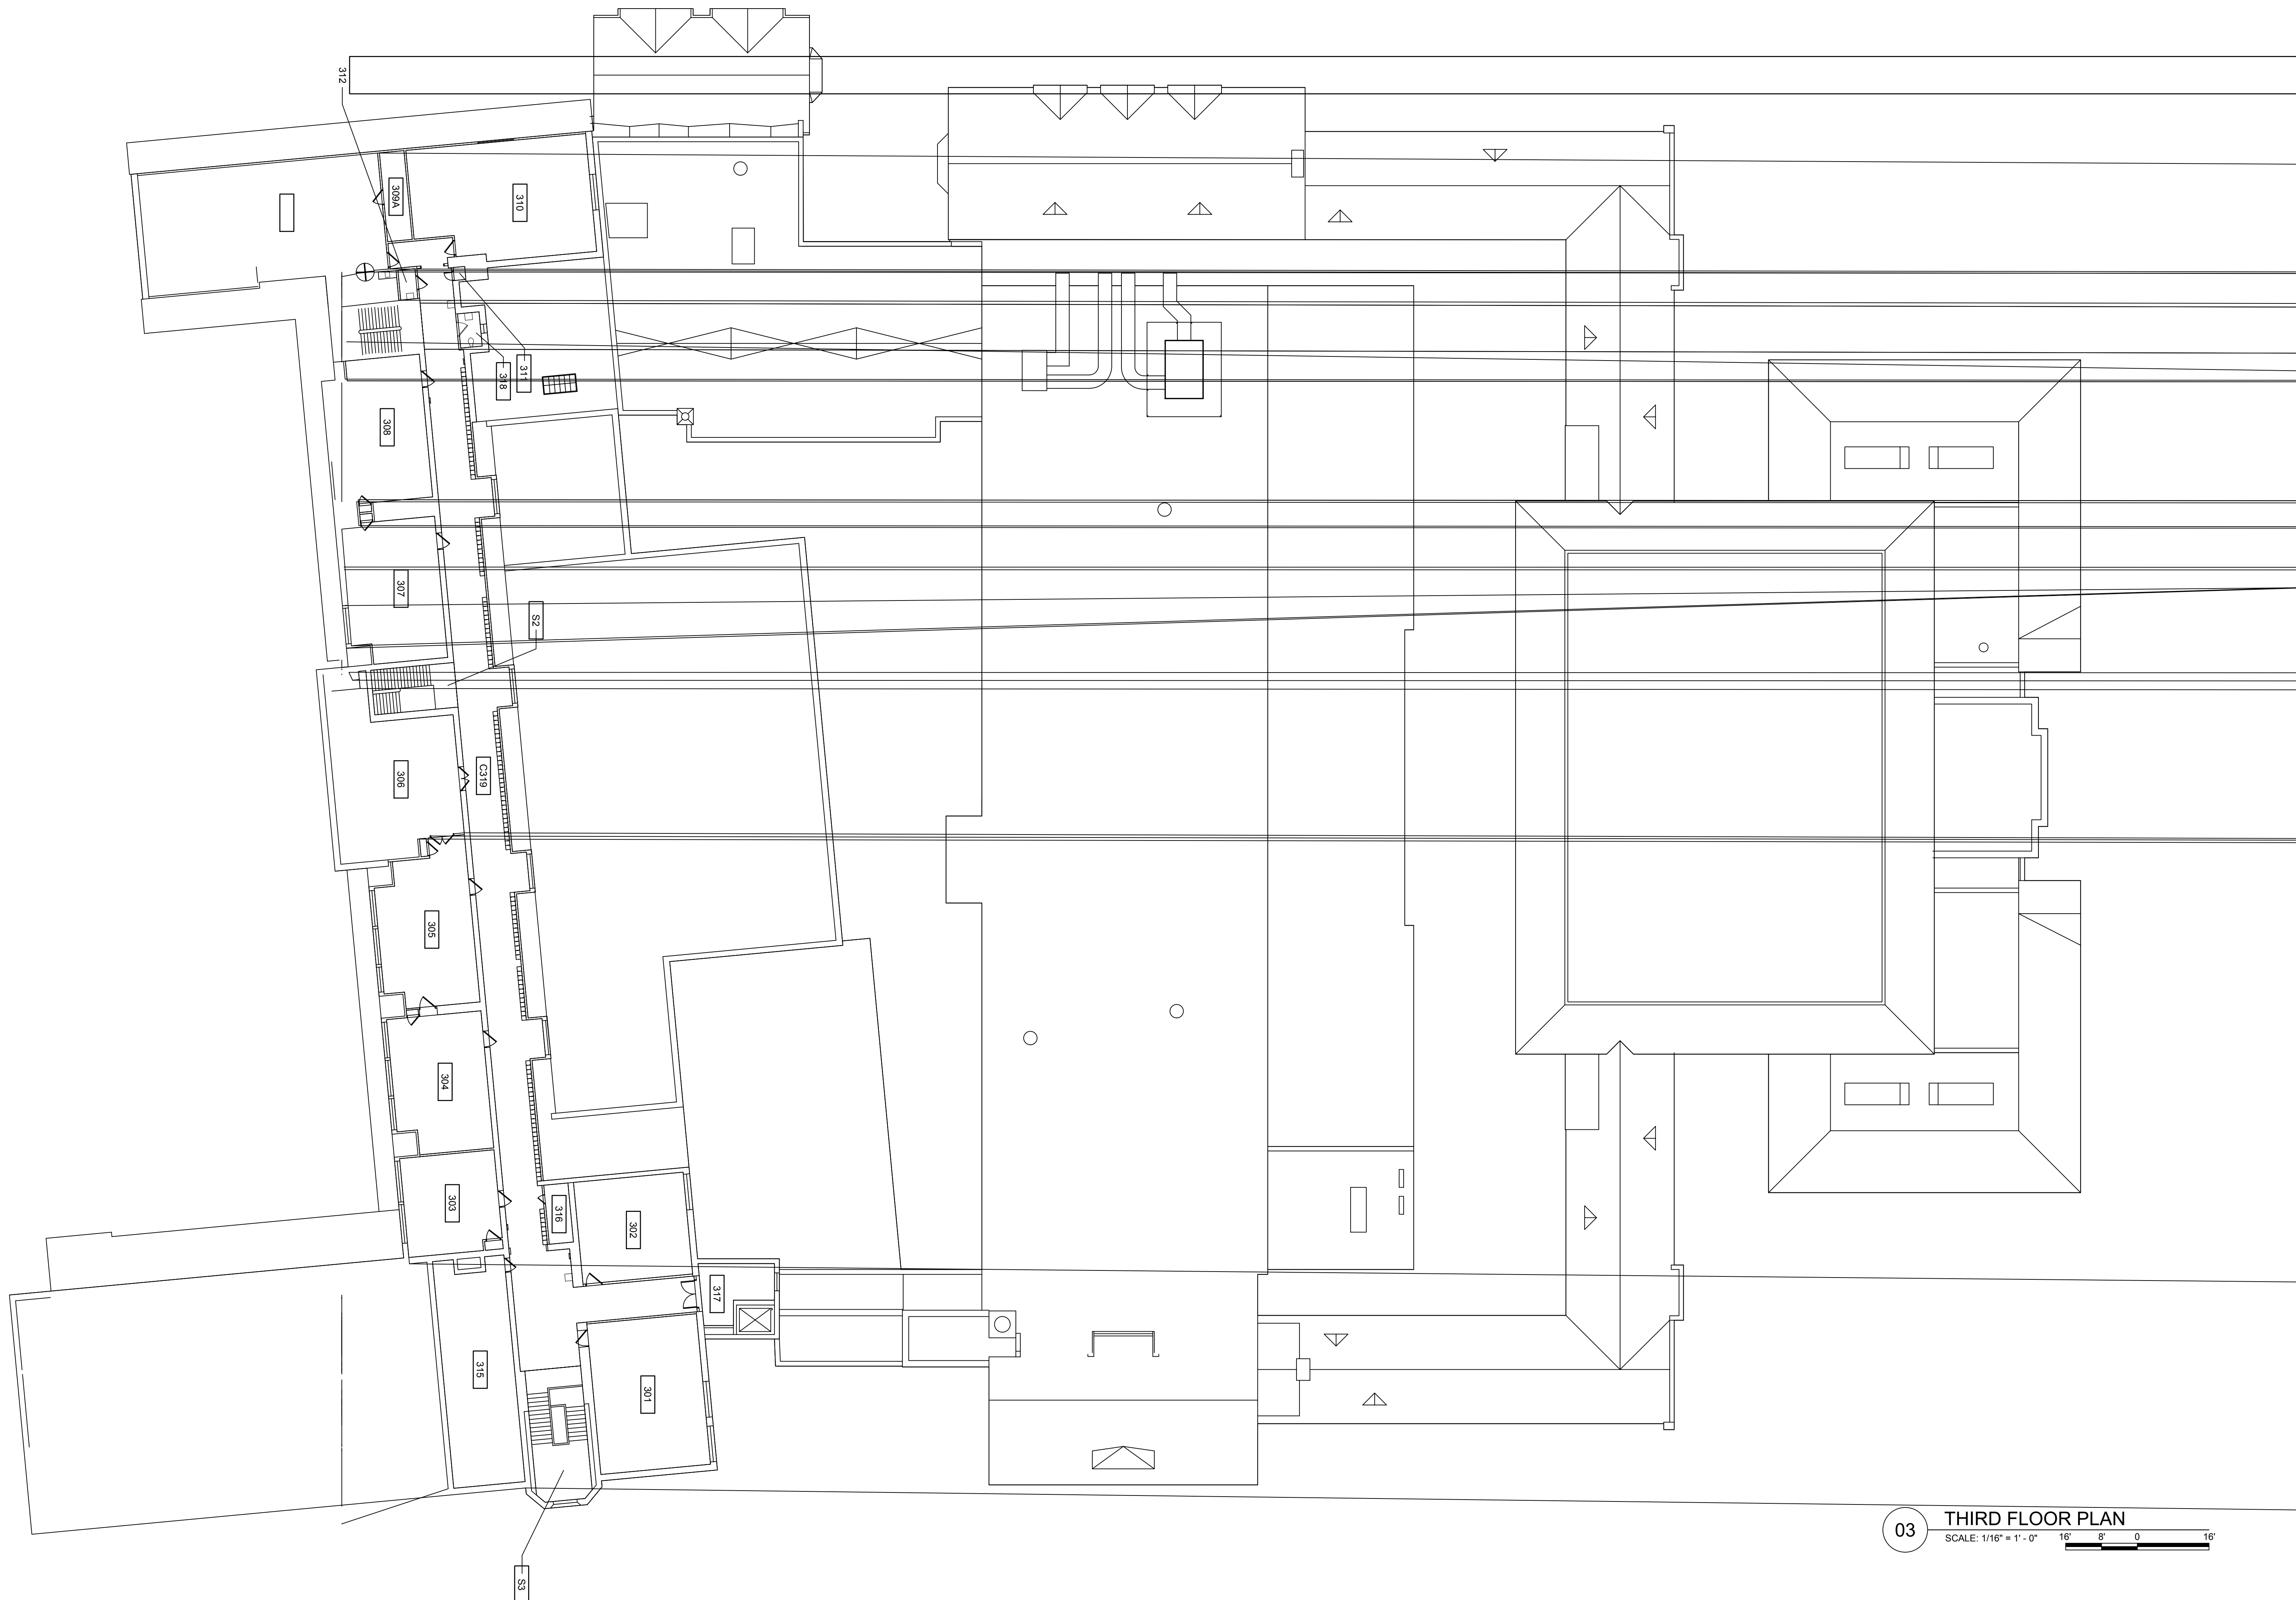 312
309A
310
318
311
308
307
S2
306
C319
305
304
303
316
302
317
315
301
S3
03
THIRD FLOOR PLAN
SCALE: 1/16" = 1' - 0"
16' 8' 0 16'